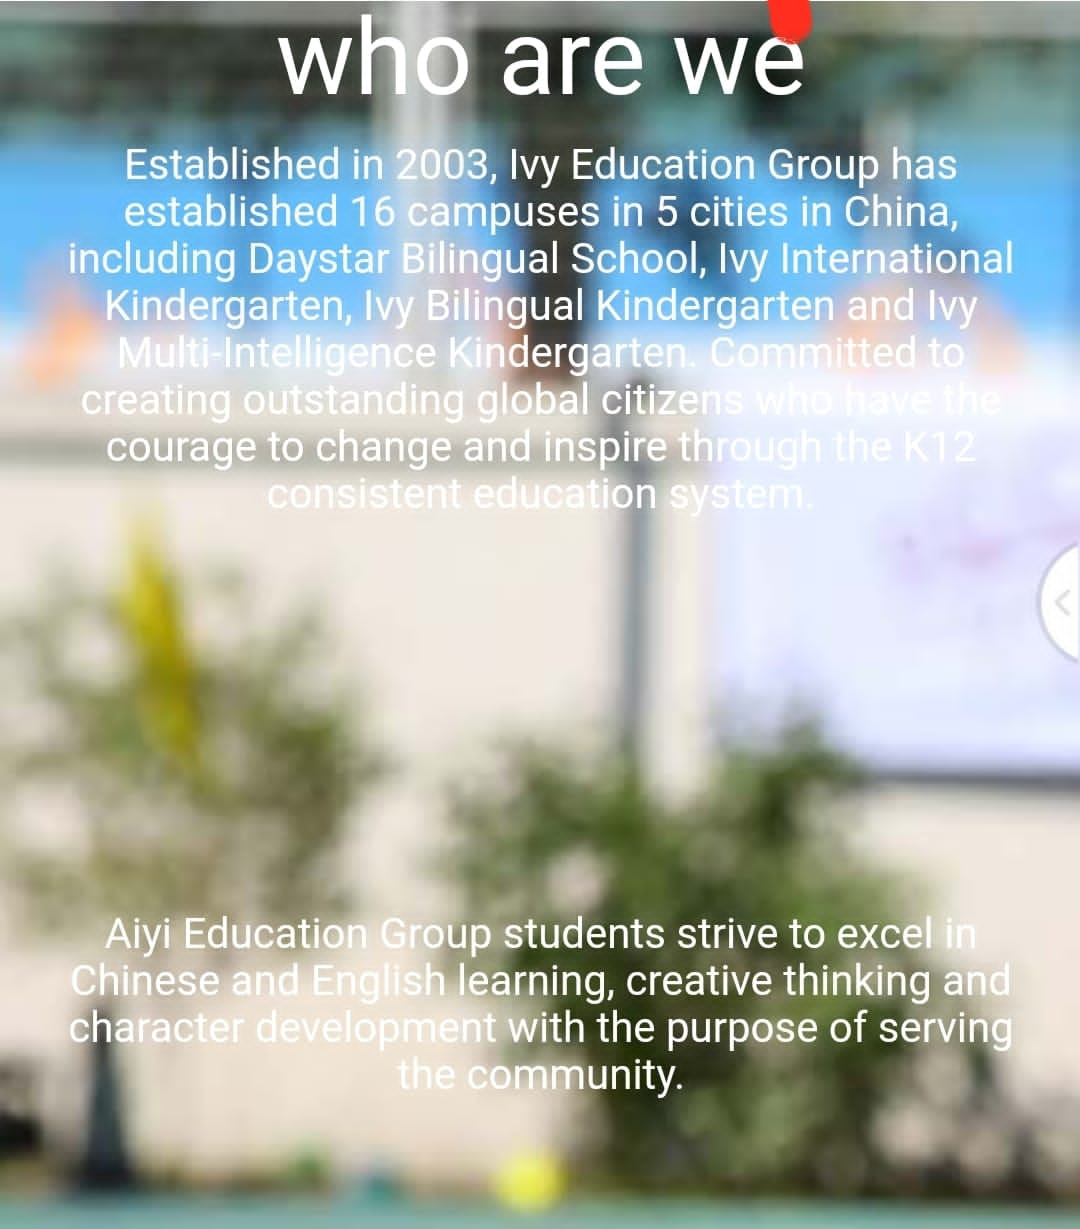 who are we
Established in 2003, Ivy Education Group has
established 16 campuses in 5 cities in China,
including Daystar Bilingual School, Ivy International
Kindergarten, Ivy Bilingual Kindergarten and Ivy
Multi-Intelligence Kindergarten. Committed to
creating outstanding global citizens who have the
courage to change and inspire through the K12
consistent education system.
Aiyi Education Group students strive to excel in
Chinese and English learning, creative thinking and
character development with the purpose of serving
the community.